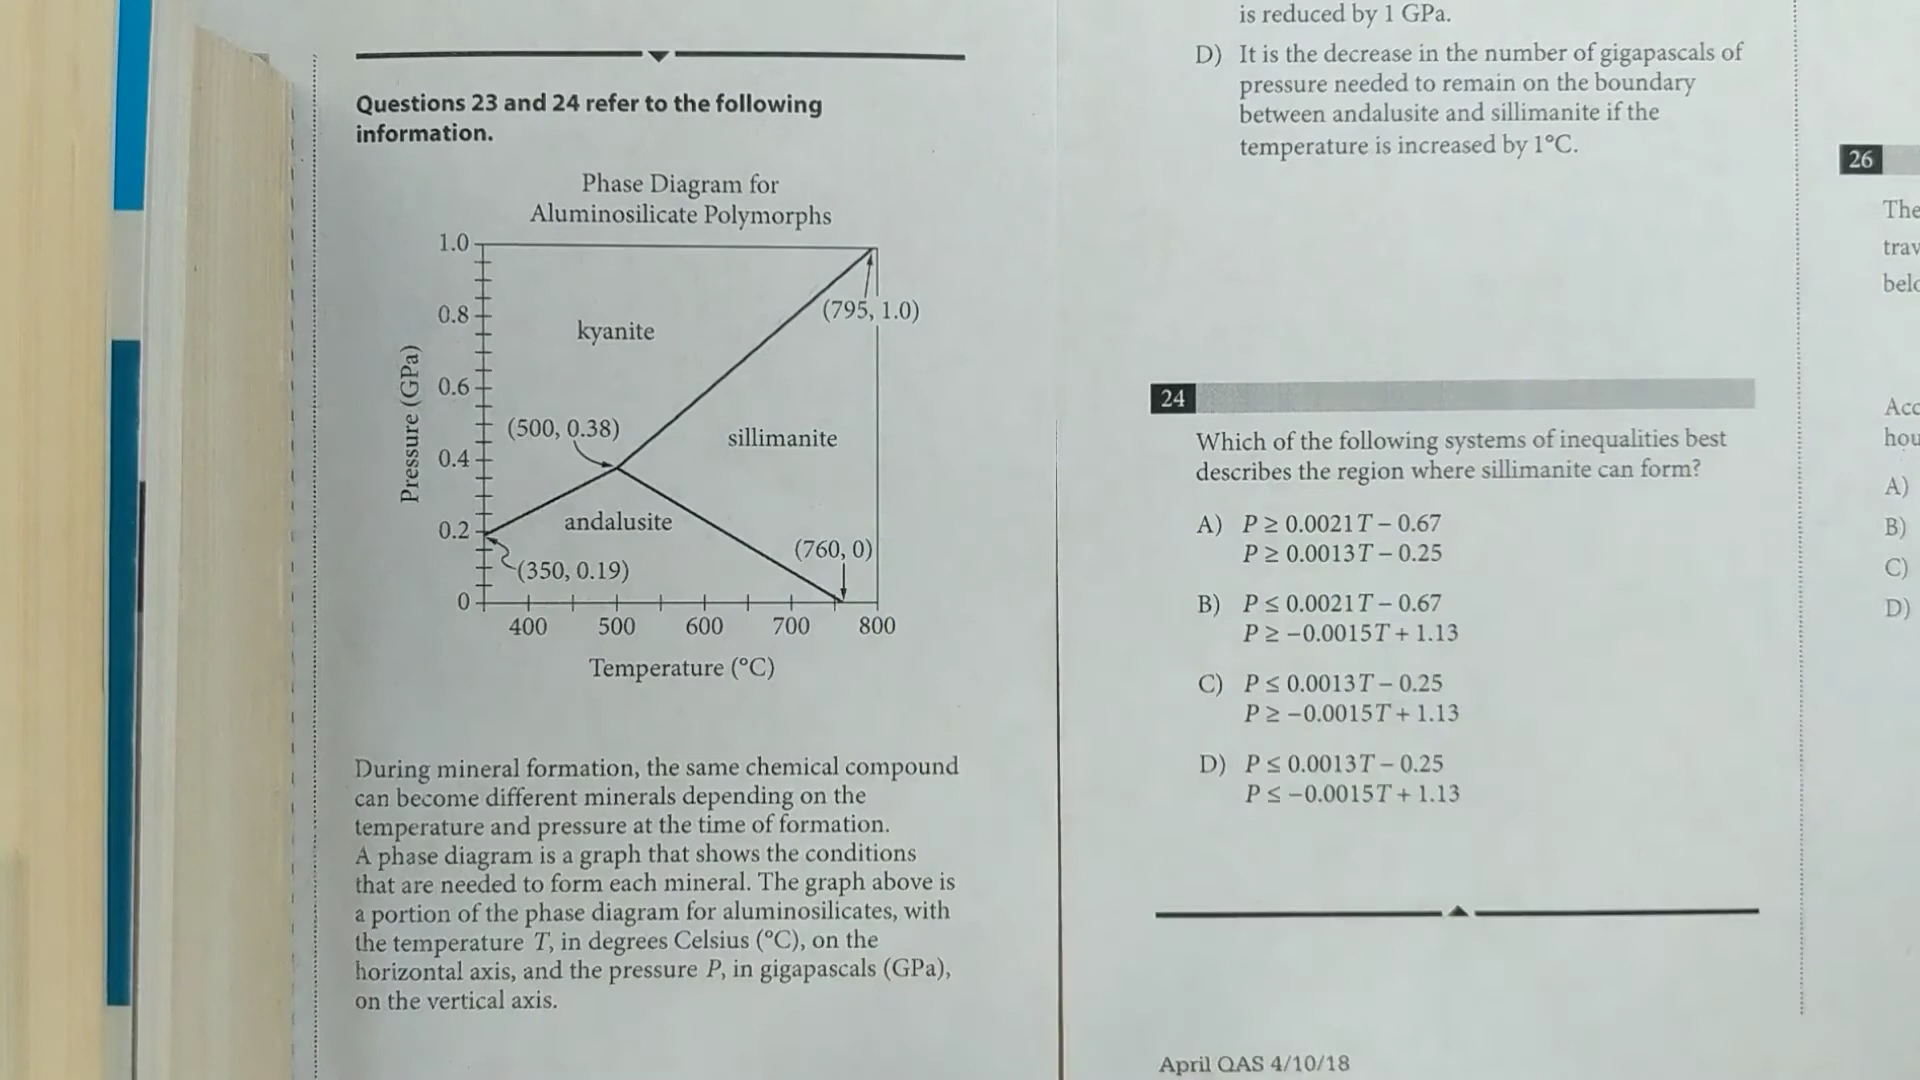 Questions 23 and 24 refer to the following
information.
Phase Diagram for
Aluminosilicate Polymorphs
1.0
0.8
0.6
0.4
0.2
0
Pressure (GPa)
kyanite
(795, 1.0)
(500, 0.38)
sillimanite
andalusite
(760, 0)
(350, 0.19)
400 500 600 700 800
Temperature (°C)
During mineral formation, the same chemical compound
can become different minerals depending on the
temperature and pressure at the time of formation.
A phase diagram is a graph that shows the conditions
that are needed to form each mineral. The graph above is
a portion of the phase diagram for aluminosilicates, with
the temperature T, in degrees Celsius (°C), on the
horizontal axis, and the pressure P, in gigapascals (GPa),
on the vertical axis.
is reduced by 1 GPa.
D) It is the decrease in the number of gigapascals of
pressure needed to remain on the boundary
between andalusite and sillimanite if the
temperature is increased by 1°C.
24
Which of the following systems of inequalities best
describes the region where sillimanite can form?
A) P ≥ 0.0021T – 0.67
P ≥ 0.0013T – 0.25
B) P ≤ 0.0021T – 0.67
P ≥ –0.0015T + 1.13
C) P ≤ 0.0013T – 0.25
P ≥ –0.0015T + 1.13
D) P ≤ 0.0013T – 0.25
P ≤ –0.0015T + 1.13
April QAS 4/10/18
26
The
trav
belo
Acc
hou
A)
B)
C)
D)